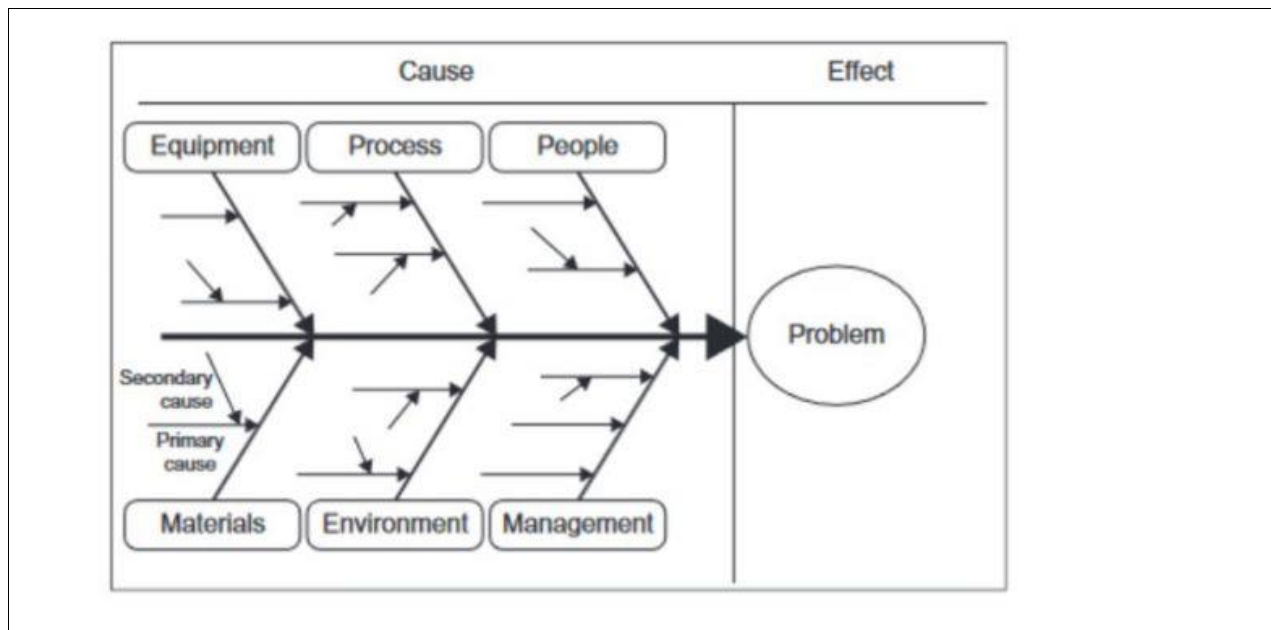 Cause
Effect
Equipment
Process
People
Problem
Secondary
cause
Primary
cause
Materials
Environment
Management